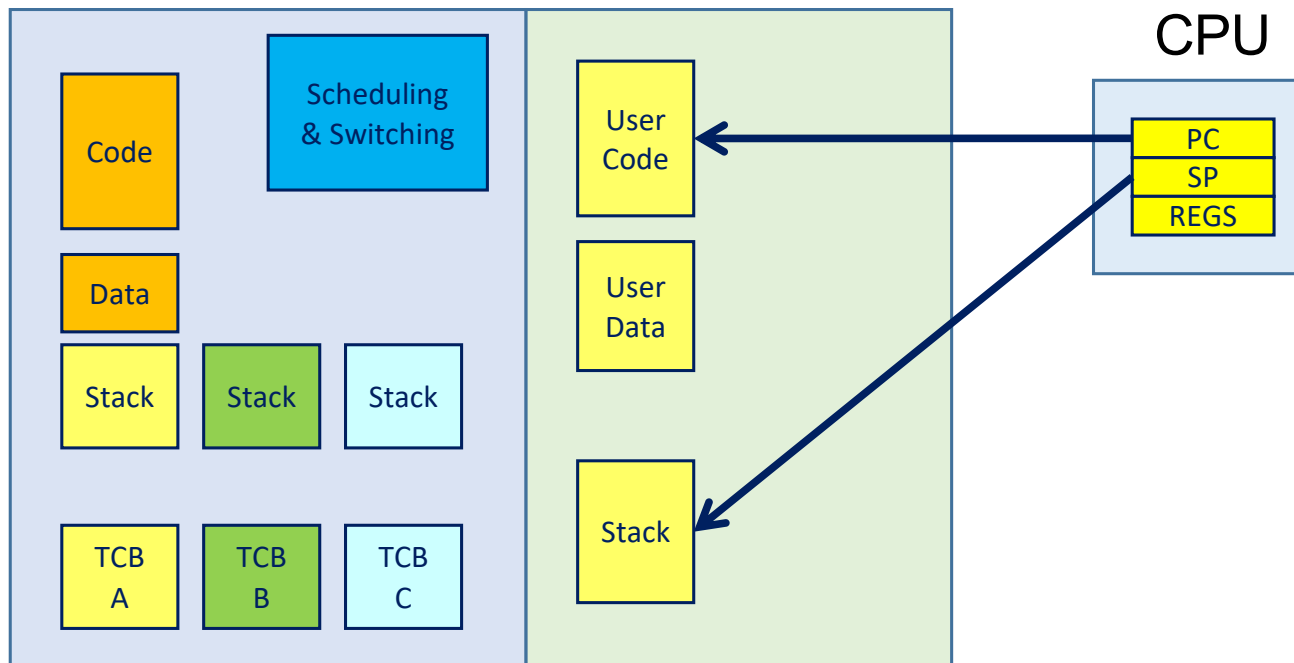 CPU
Scheduling
& Switching
Code
User
Code
PC
SP
REGS
Data
User
Data
Stack
Stack
Stack
Stack
TCB
A
TCB
B
TCB
C